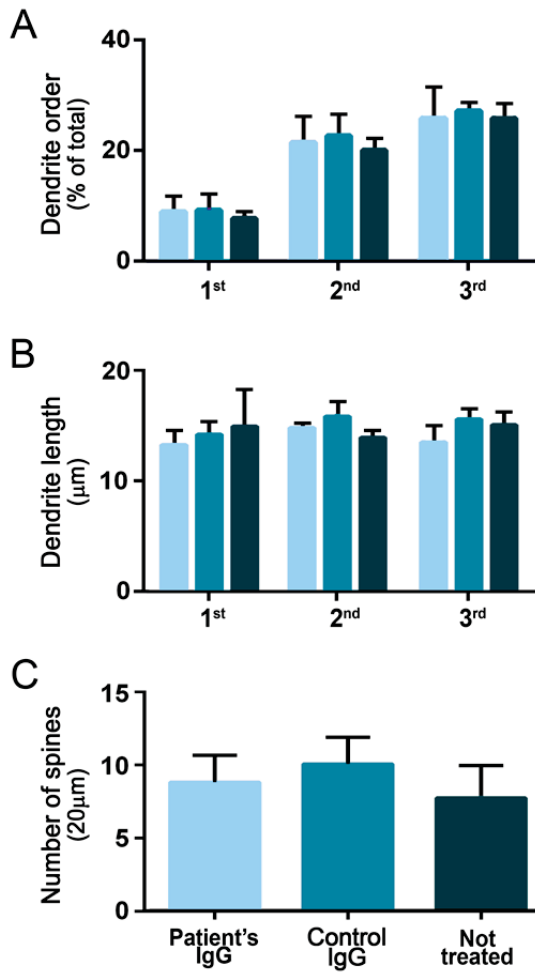 A
Dendrite order
(% of total)
40
20
0
1st
2nd
3rd
B
Dendrite length
(μm)
20
10
0
1st
2nd
3rd
C
Number of spines
(20μm)
15
10
5
0
Patient's
IgG
Control
IgG
Not
treated